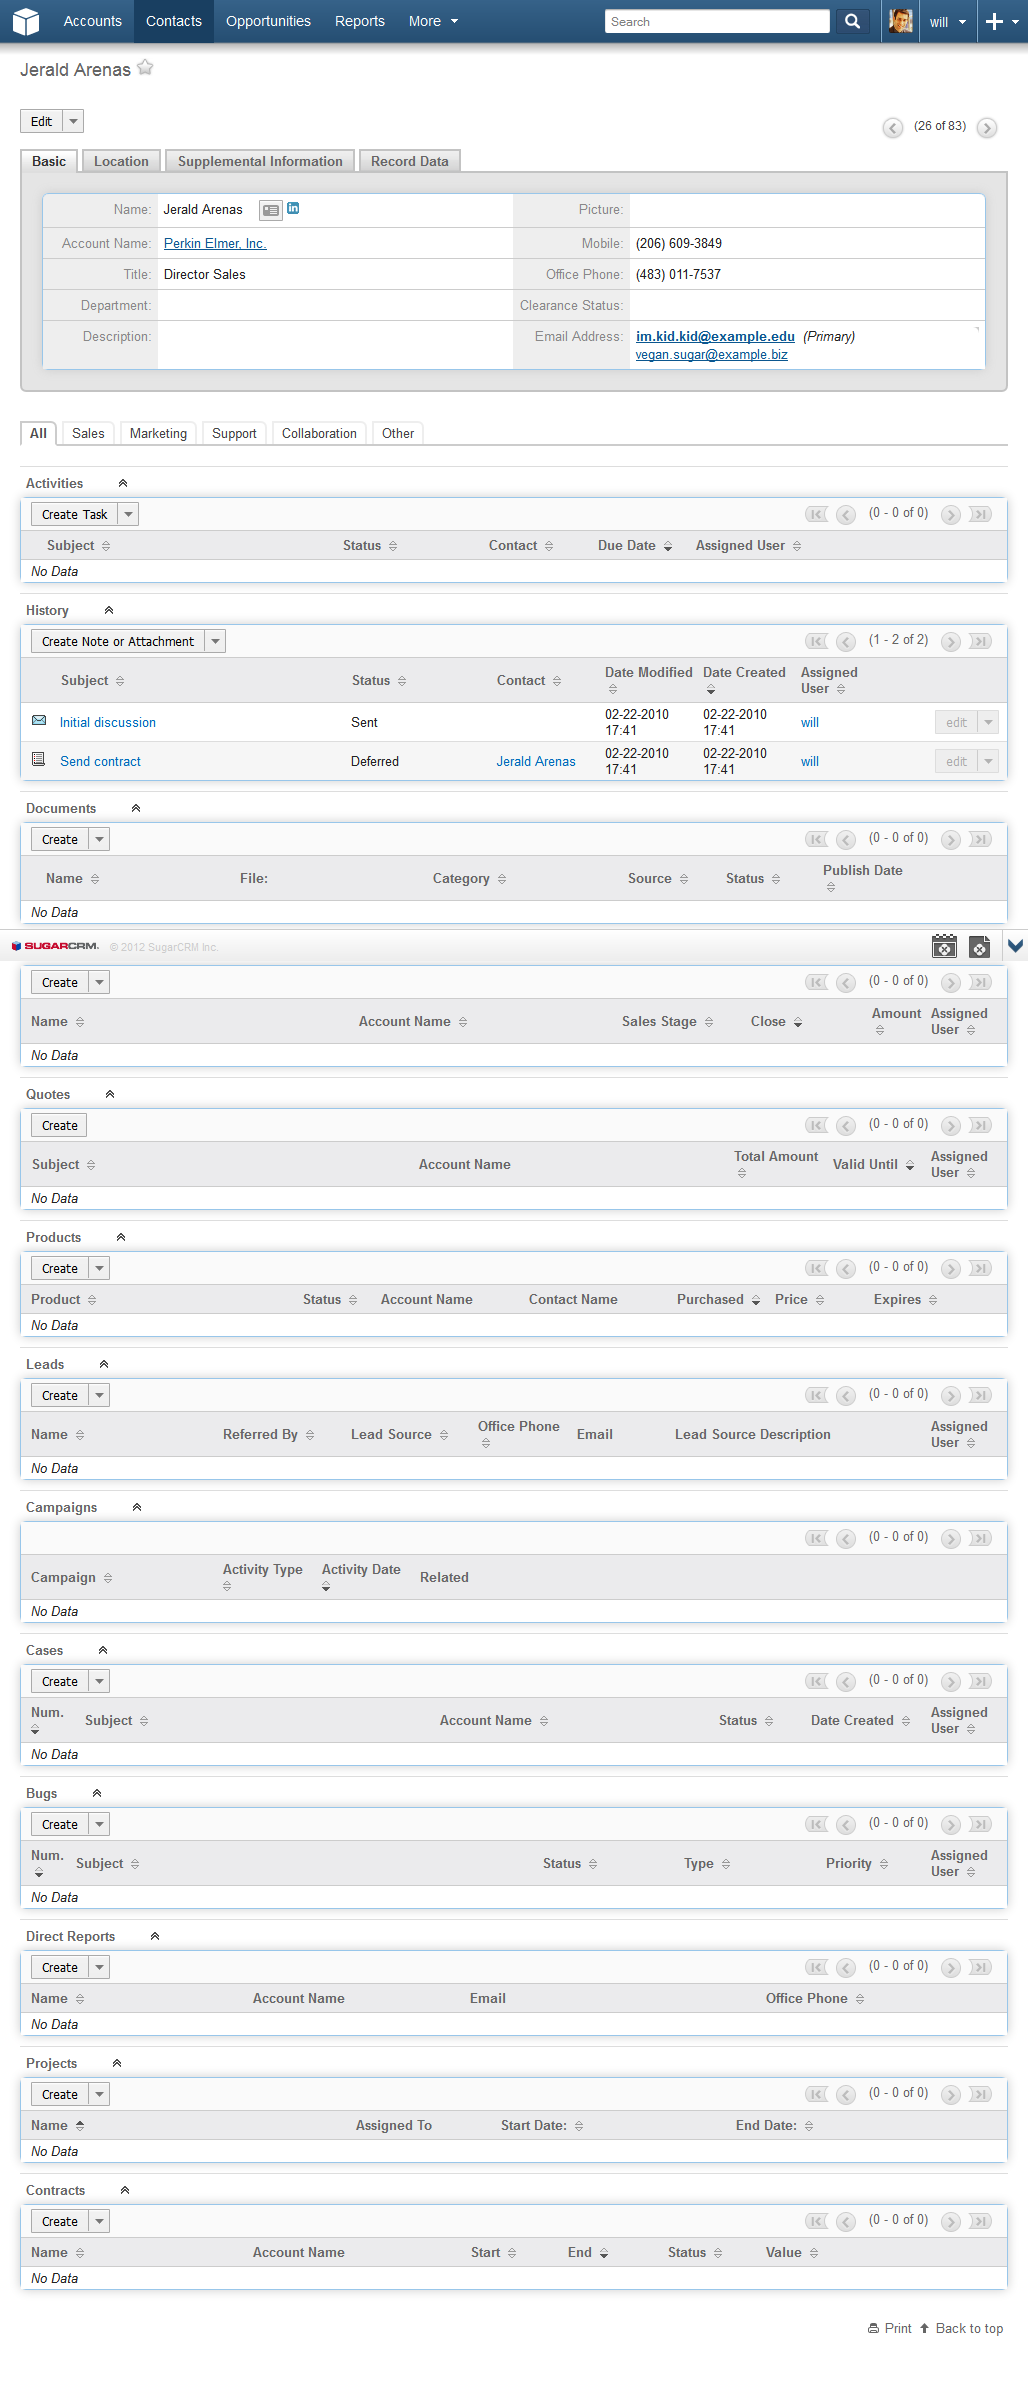 Accounts Contacts Opportunities Reports More Search will
Jerald Arenas
Edit (26 of 83)
Basic Location Supplemental Information Record Data
Name: Jerald Arenas in Picture:
Account Name: Perkin Elmer, Inc. Mobile: (206) 609-3849
Title: Director Sales Office Phone: (483) 011-7537
Department: Clearance Status:
Description: Email Address: im.kid.kid@example.edu (Primary)
vegan.sugar@example.biz
All Sales Marketing Support Collaboration Other
Activities
Create Task (0 - 0 of 0)
Subject Status Contact Due Date Assigned User
No Data
History
Create Note or Attachment (1 - 2 of 2)
Subject Status Contact Date Modified Date Created Assigned User
Initial discussion Sent 02-22-2010 17:41 02-22-2010 17:41 will edit
Send contract Deferred Jerald Arenas 02-22-2010 17:41 02-22-2010 17:41 will edit
Documents
Create (0 - 0 of 0)
Name File: Category Source Status Publish Date
No Data
SUGARCRM. © 2012 SugarCRM Inc.
Create (0 - 0 of 0)
Name Account Name Sales Stage Close Amount Assigned User
No Data
Quotes
Create (0 - 0 of 0)
Subject Account Name Total Amount Valid Until Assigned User
No Data
Products
Create (0 - 0 of 0)
Product Status Account Name Contact Name Purchased Price Expires
No Data
Leads
Create (0 - 0 of 0)
Name Referred By Lead Source Office Phone Email Lead Source Description Assigned User
No Data
Campaigns
(0 - 0 of 0)
Campaign Activity Type Activity Date Related
No Data
Cases
Create (0 - 0 of 0)
Num. Subject Account Name Status Date Created Assigned User
No Data
Bugs
Create (0 - 0 of 0)
Num. Subject Status Type Priority Assigned User
No Data
Direct Reports
Create (0 - 0 of 0)
Name Account Name Email Office Phone
No Data
Projects
Create (0 - 0 of 0)
Name Assigned To Start Date: End Date:
No Data
Contracts
Create (0 - 0 of 0)
Name Account Name Start End Status Value
No Data
Print Back to top